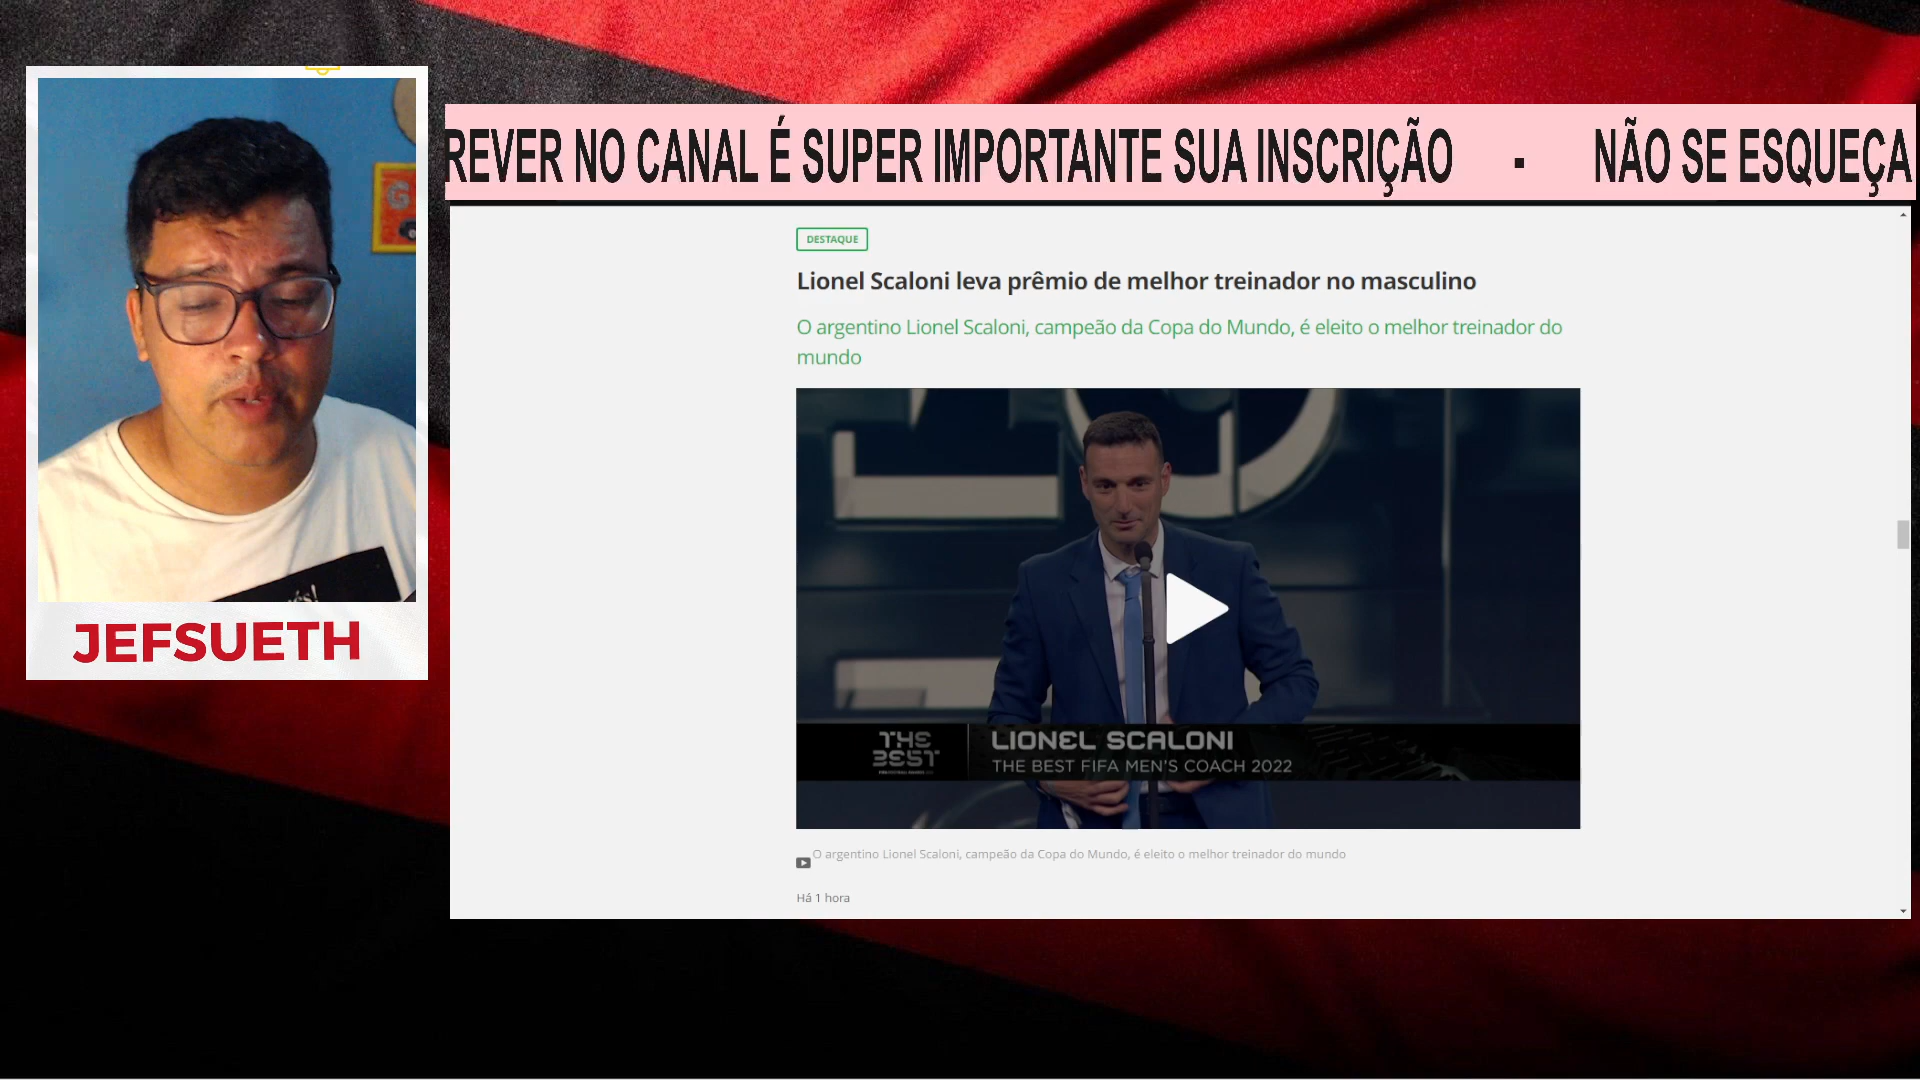 REVER NO CANAL É SUPER IMPORTANTE SUA INSCRIÇÃO - NÃO SE ESQUEÇA
DESTAQUE
Lionel Scaloni leva prêmio de melhor treinador no masculino
O argentino Lionel Scaloni, campeão da Copa do Mundo, é eleito o melhor treinador do
mundo
THE
BEST
LIONEL SCALONI
THE BEST FIFA MEN'S COACH 2022
O argentino Lionel Scaloni, campeão da Copa do Mundo, é eleito o melhor treinador do mundo
Há 1 hora
JEFSUETH